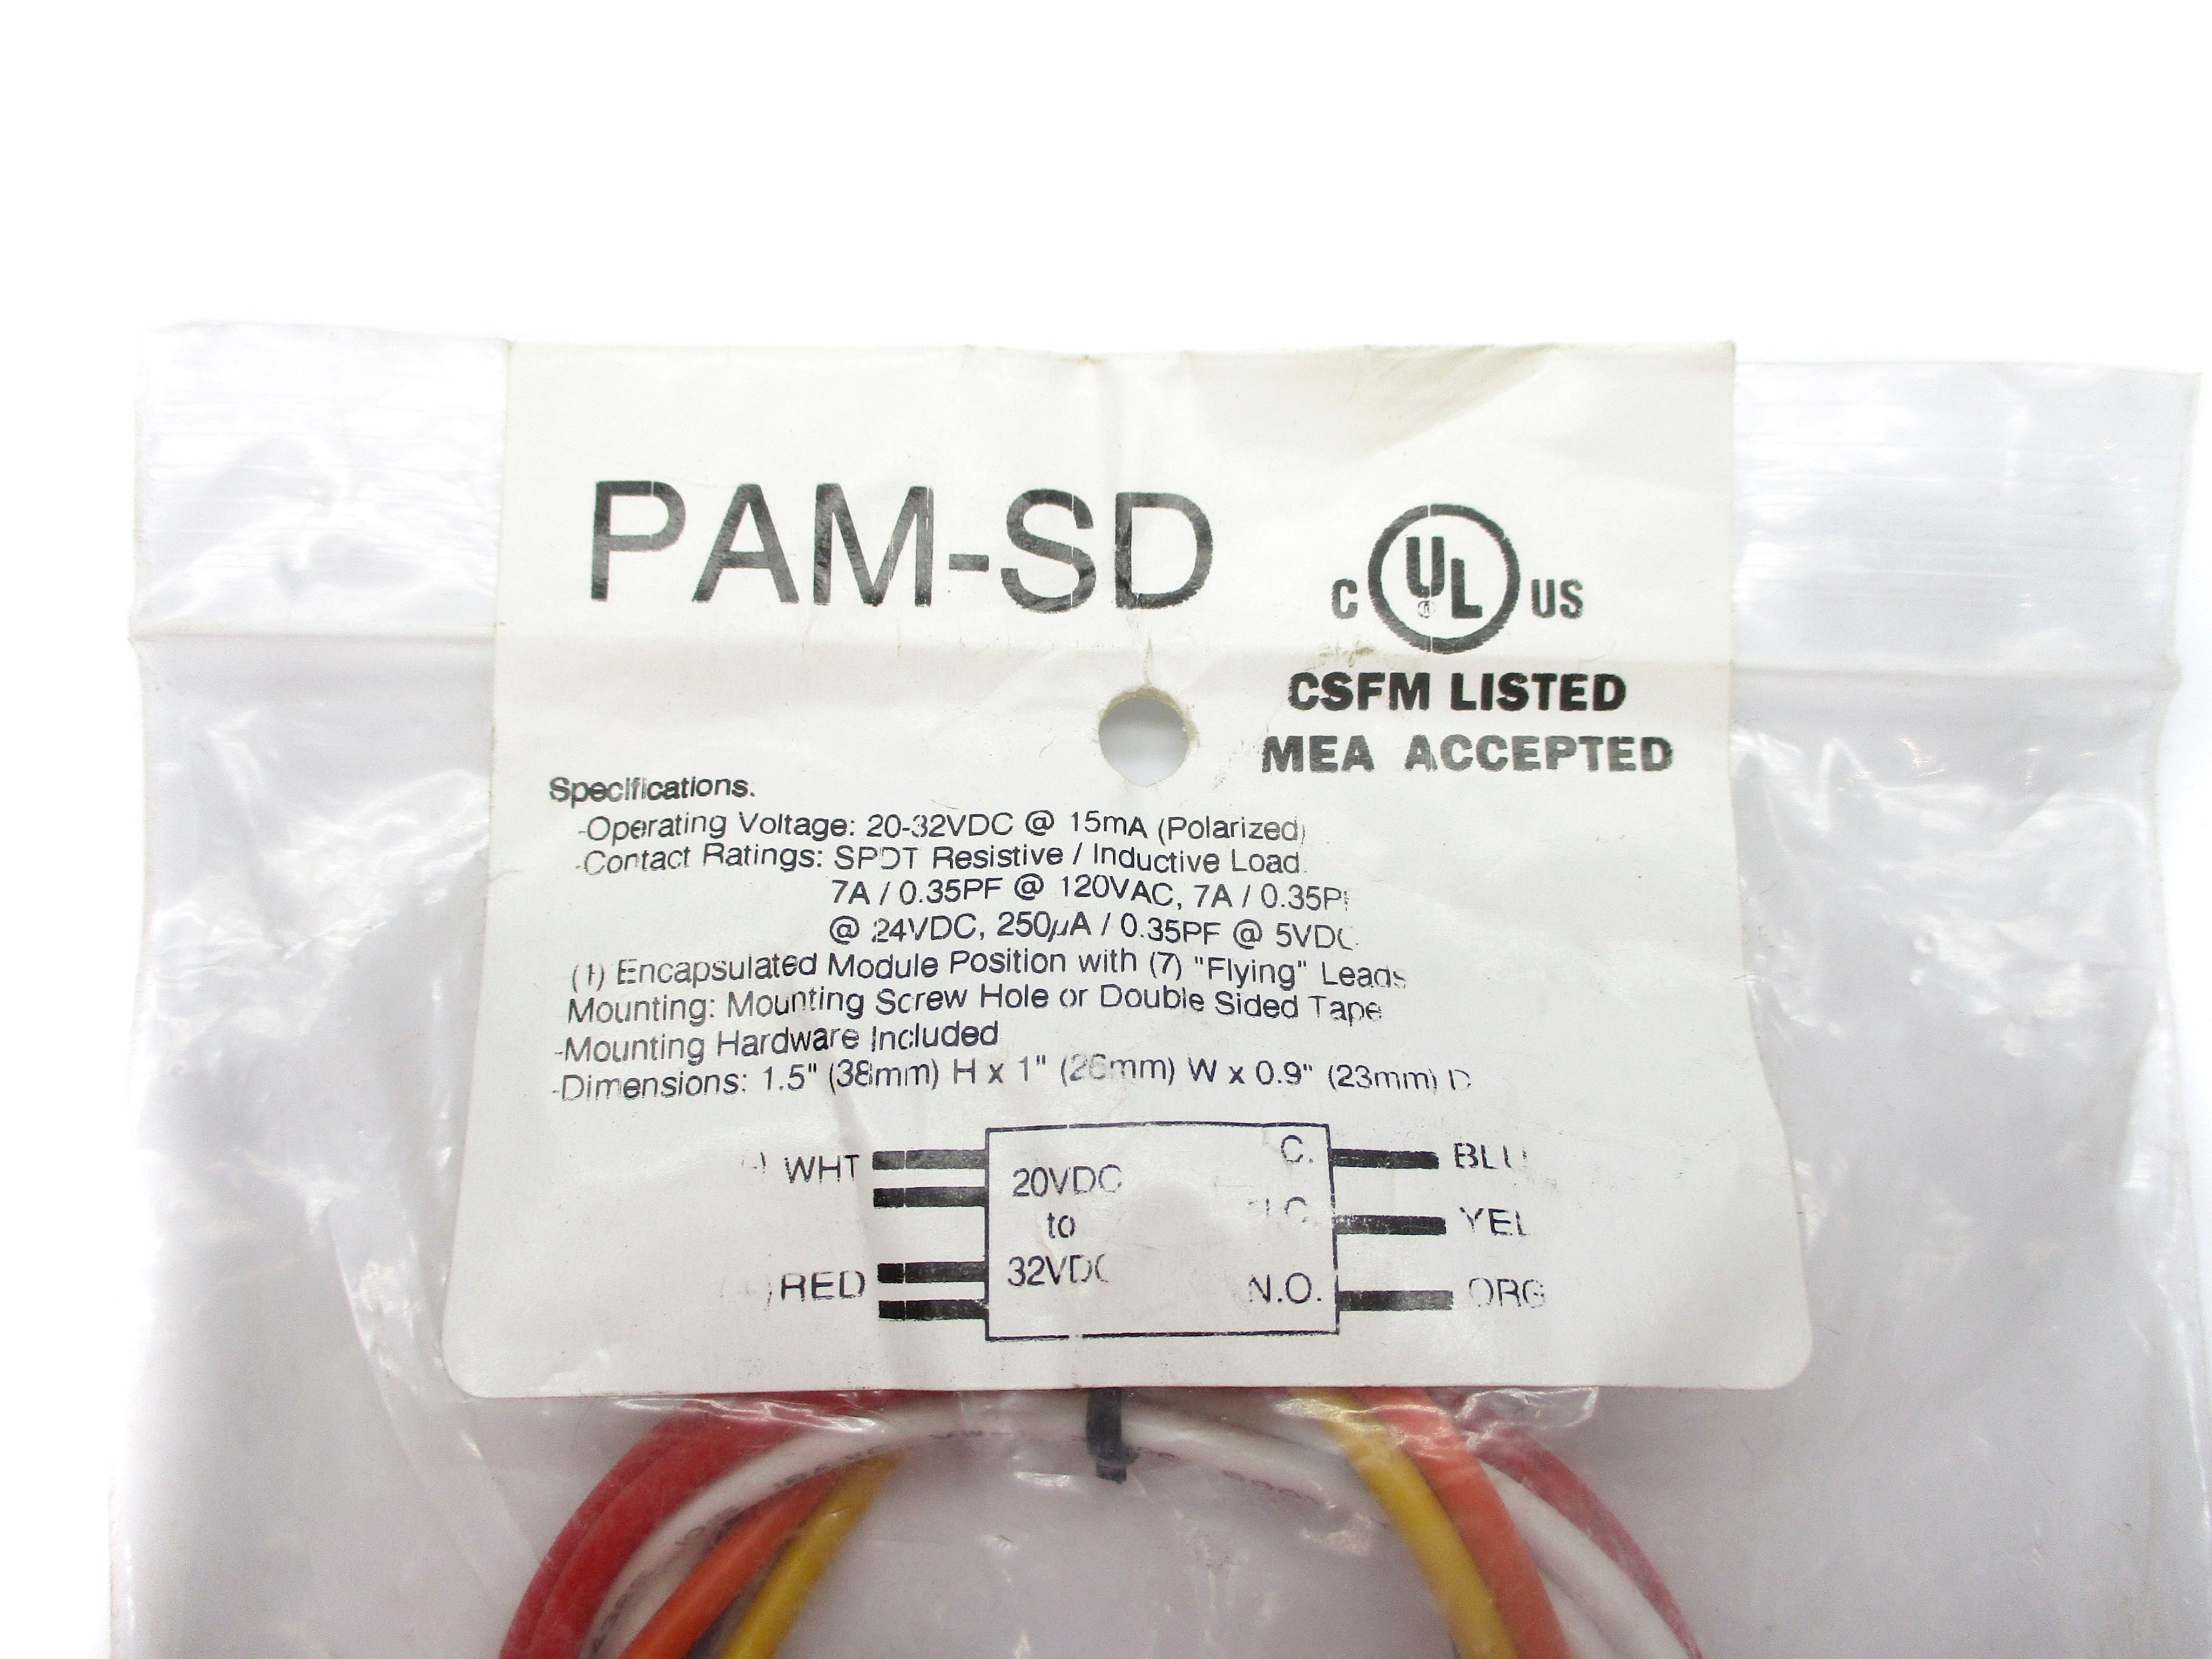 PAM-SD
C UL US
CSFM LISTED
MEA ACCEPTED
Specifications.
-Operating Voltage: 20-32VDC @ 15mA (Polarized)
-Contact Ratings: SPDT Resistive / Inductive Load.
7A / 0.35PF @ 120VAC, 7A / 0.35PF
@ 24VDC, 250μA / 0.35PF @ 5VDC
(1) Encapsulated Module Position with (7) "Flying" Leads
Mounting: Mounting Screw Hole or Double Sided Tape
-Mounting Hardware Included
-Dimensions: 1.5" (38mm) H x 1" (26mm) W x 0.9" (23mm) D
WHT 20VDC C. BLU
to N.C. YEL
RED 32VDC N.O. ORG